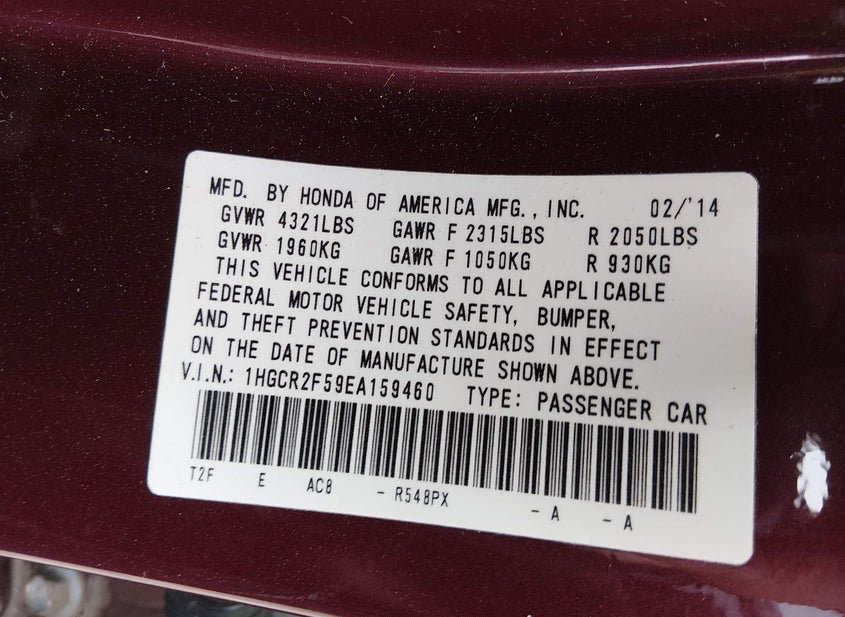 MFD. BY HONDA OF AMERICA MFG., INC. 02/'14
GVWR 4321LBS GAWR F 2315LBS R 2050LBS
GVWR 1960KG GAWR F 1050KG R 930KG
THIS VEHICLE CONFORMS TO ALL APPLICABLE
FEDERAL MOTOR VEHICLE SAFETY, BUMPER,
AND THEFT PREVENTION STANDARDS IN EFFECT
ON THE DATE OF MANUFACTURE SHOWN ABOVE.
V.I.N.: 1HGCR2F59EA159460 TYPE: PASSENGER CAR
T2F E AC8 - R548PX - A - A